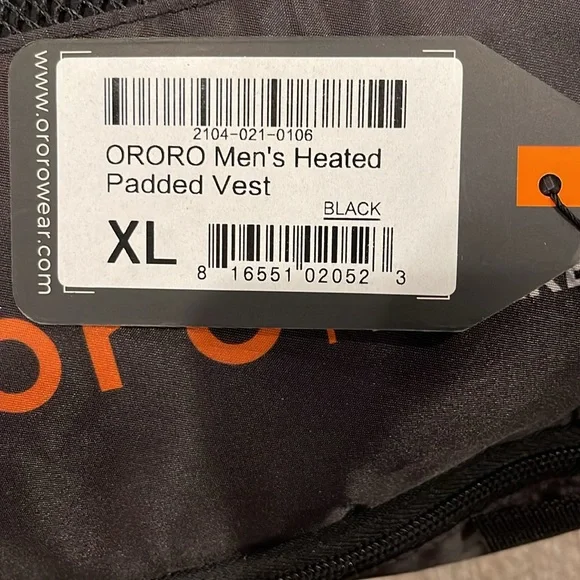 www.ororowear.com
2104-021-0106
ORORO Men's Heated
Padded Vest
BLACK
XL
8 16551 02052 3